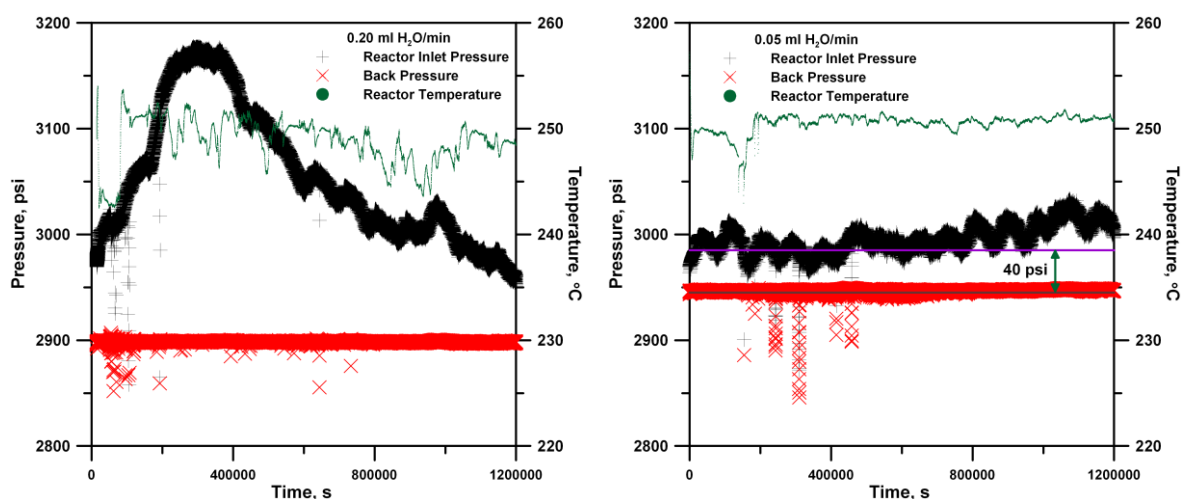 3200
3100
3000
2900
2800
Pressure, psi
0.20 ml H₂O/min
Reactor Inlet Pressure
Back Pressure
Reactor Temperature
260
250
240
230
220
Temperature, °C
0
400000
800000
1200000
Time, s
3200
3100
3000
2900
2800
Pressure, psi
0.05 ml H₂O/min
Reactor Inlet Pressure
Back Pressure
Reactor Temperature
40 psi
260
250
240
230
220
Temperature, °C
0
400000
800000
1200000
Time, s